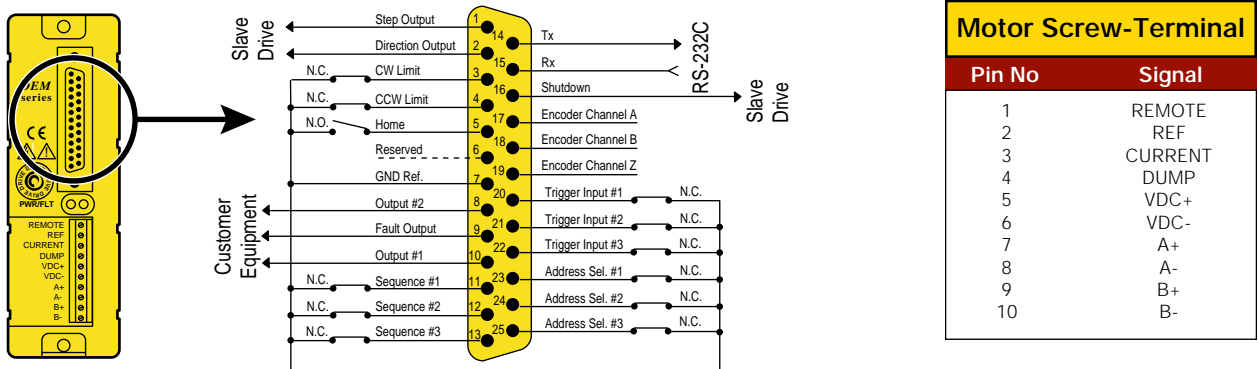 OEM
series
CE
PWR/FLT
REMOTE
REF
CURRENT
DUMP
VDC+
VDC-
A+
A-
B+
B-
Slave
Drive
Customer
Equipment
Step Output 1
Direction Output 2
N.C. CW Limit 3
N.C. CCW Limit 4
N.O. Home 5
Reserved 6
GND Ref. 7
Output #2 8
Fault Output 9
Output #1 10
N.C. Sequence #1 11
N.C. Sequence #2 12
N.C. Sequence #3 13
14 Tx
15 Rx
16 Shutdown
17 Encoder Channel A
18 Encoder Channel B
19 Encoder Channel Z
20 Trigger Input #1 N.C.
21 Trigger Input #2 N.C.
22 Trigger Input #3 N.C.
23 Address Sel. #1 N.C.
24 Address Sel. #2 N.C.
25 Address Sel. #3 N.C.
RS-232C
Slave
Drive
Motor Screw-Terminal
Pin No Signal
1 REMOTE
2 REF
3 CURRENT
4 DUMP
5 VDC+
6 VDC-
7 A+
8 A-
9 B+
10 B-